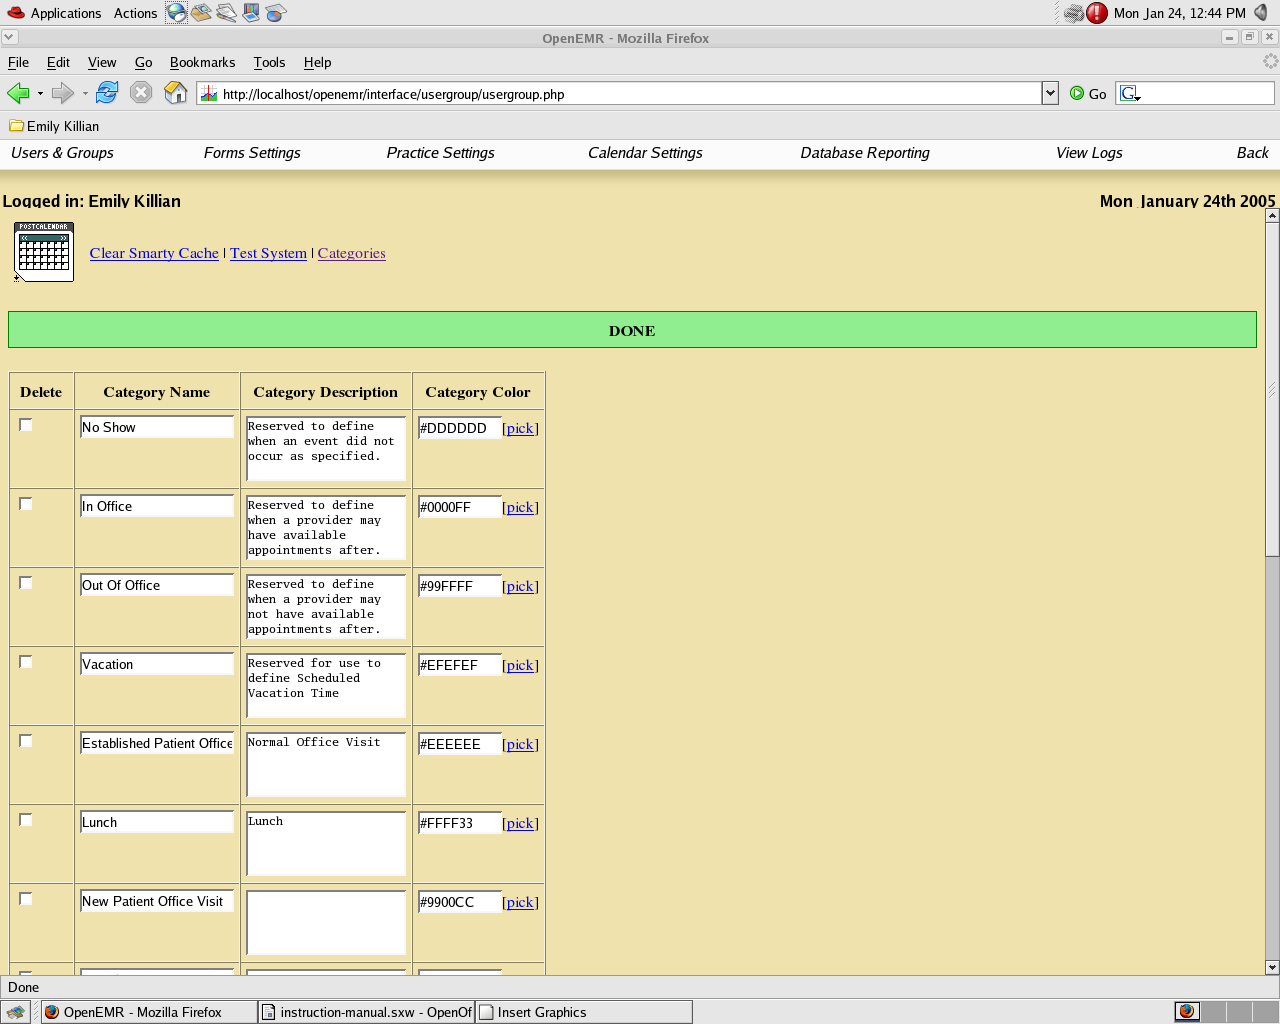 Applications Actions Mon Jan 24, 12:44 PM
OpenEMR - Mozilla Firefox
File Edit View Go Bookmarks Tools Help
http://localhost/openemr/interface/usergroup/usergroup.php Go G
Emily Killian
Users & Groups Forms Settings Practice Settings Calendar Settings Database Reporting View Logs Back
Logged in: Emily Killian Mon January 24th 2005
POSTCALENDAR
Clear Smarty Cache | Test System | Categories
DONE
Delete Category Name Category Description Category Color
No Show Reserved to define #DDDDDD [pick]
when an event did not
occur as specified.
In Office Reserved to define #0000FF [pick]
when a provider may
have available
appointments after.
Out Of Office Reserved to define #99FFFF [pick]
when a provider may
not have available
appointments after.
Vacation Reserved for use to #EFEFEF [pick]
define Scheduled
Vacation Time
Established Patient Office Normal Office Visit #EEEEEE [pick]
Lunch Lunch #FFFF33 [pick]
New Patient Office Visit #9900CC [pick]
Done
OpenEMR - Mozilla Firefox instruction-manual.sxw - OpenOf Insert Graphics